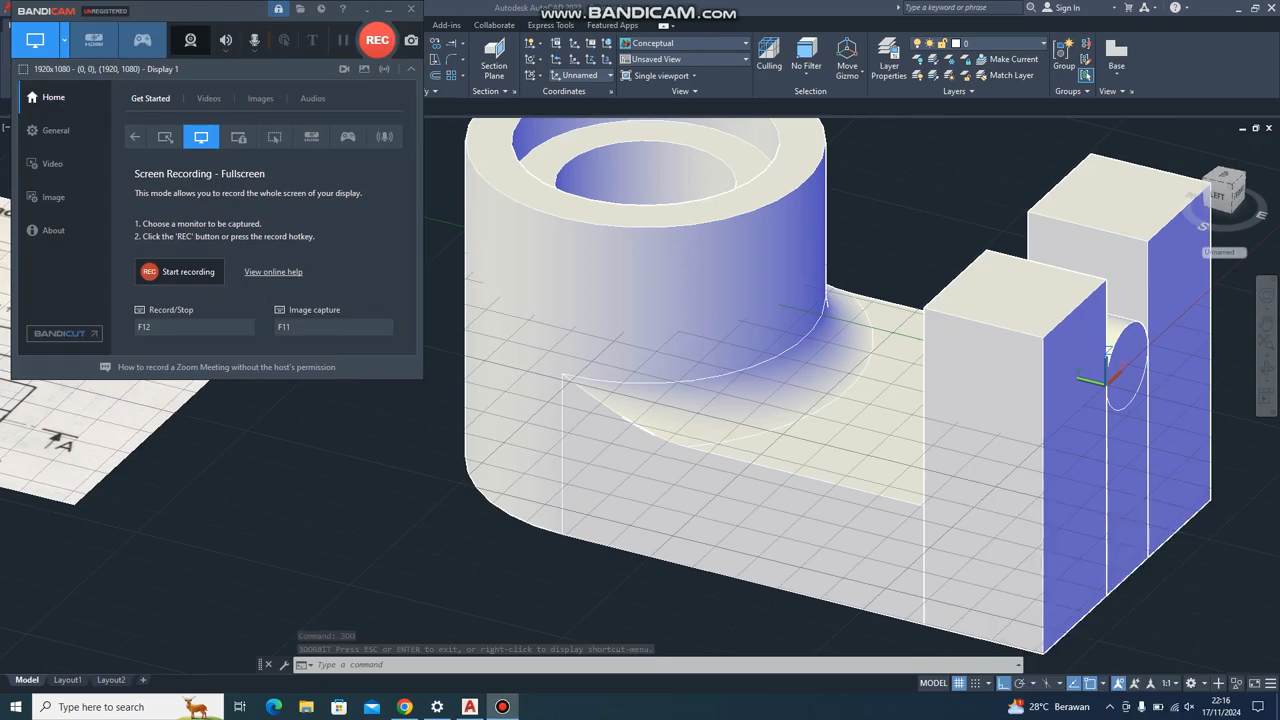 BANDICAM UNREGISTERED
Autodesk AutoCAD 2023
www.BANDICAM.com
Type a keyword or phrase
Sign In
Add-ins
Collaborate
Express Tools
Featured Apps
REC
1920x1080 - (0, 0), (1920, 1080) - Display 1
Home
General
Video
Image
About
BANDICUT
Get Started
Videos
Images
Audios
Screen Recording - Fullscreen
This mode allows you to record the whole screen of your display.
1. Choose a monitor to be captured.
2. Click the 'REC' button or press the record hotkey.
REC Start recording
View online help
Record/Stop
Image capture
F12
F11
How to record a Zoom Meeting without the host's permission
Section
Plane
Section
Unnamed
Coordinates
Conceptual
Unsaved View
Single viewport
View
Culling
No Filter
Move
Gizmo
Selection
Layer
Properties
0
Make Current
Match Layer
Layers
Group
Groups
Base
View
LEFT
S
E
Unnamed
A
Z
Command: 3DO
3DORBIT Press ESC or ENTER to exit, or right-click to display shortcut-menu.
Type a command
Model
Layout1
Layout2
MODEL
1:1
Type here to search
28°C Berawan
22:16
17/11/2024